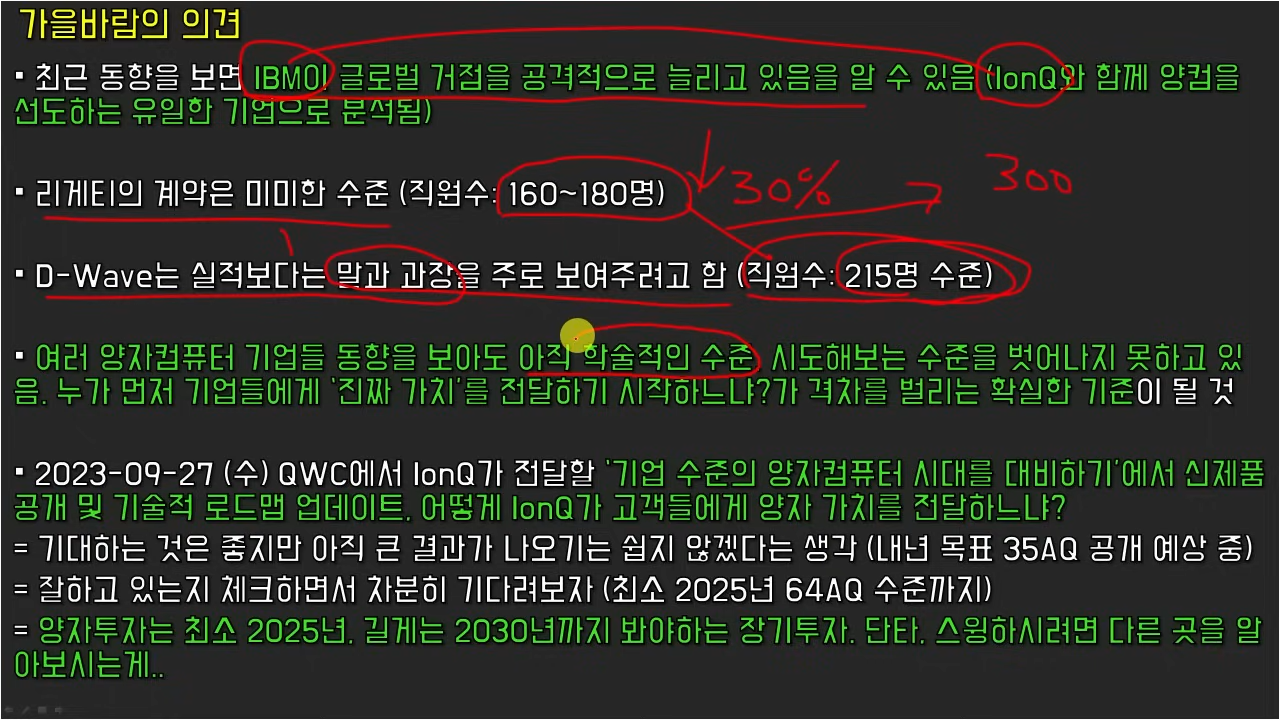 가을바람의 의견
▪ 최근 동향을 보면 IBM이 글로벌 거점을 공격적으로 늘리고 있음을 알 수 있음 (IonQ와 함께 양컴을
선도하는 유일한 기업으로 분석됨)
▪ 리게티의 계약은 미미한 수준 (직원수: 160~180명)
30%
300
▪ D-Wave는 실적보다는 말과 과장을 주로 보여주려고 함 (직원수: 215명 수준)
▪ 여러 양자컴퓨터 기업들 동향을 보아도 아직 학술적인 수준, 시도해보는 수준을 벗어나지 못하고 있
음. 누가 먼저 기업들에게 '진짜 가치'를 전달하기 시작하느냐?가 격차를 벌리는 확실한 기준이 될 것
▪ 2023-09-27 (수) QWC에서 IonQ가 전달할 '기업 수준의 양자컴퓨터 시대를 대비하기'에서 신제품
공개 및 기술적 로드맵 업데이트, 어떻게 IonQ가 고객들에게 양자 가치를 전달하느냐?
= 기대하는 것은 좋지만 아직 큰 결과가 나오기는 쉽지 않겠다는 생각 (내년 목표 35AQ 공개 예상 중)
= 잘하고 있는지 체크하면서 차분히 기다려보자 (최소 2025년 64AQ 수준까지)
= 양자투자는 최소 2025년, 길게는 2030년까지 봐야하는 장기투자. 단타, 스윙하시려면 다른 곳을 알
아보시는게..